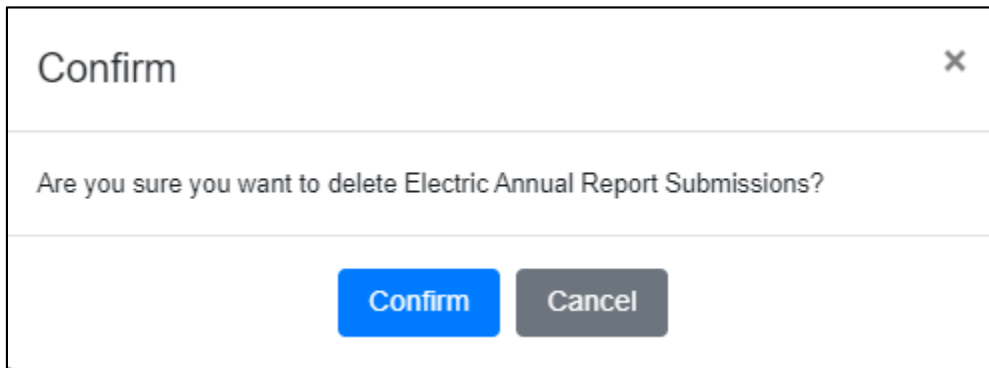 Confirm ×
Are you sure you want to delete Electric Annual Report Submissions?
Confirm Cancel